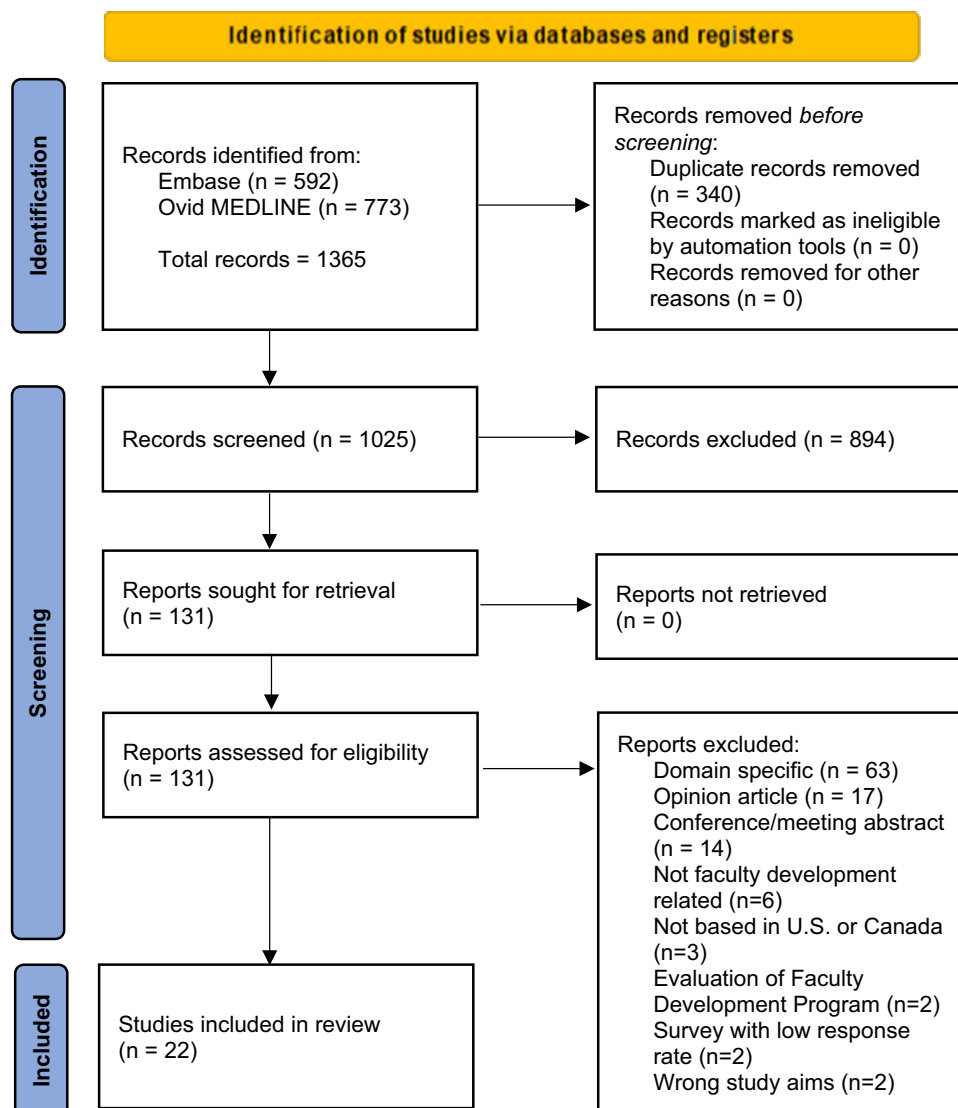 Identification of studies via databases and registers
Identification
Records identified from:
Embase (n = 592)
Ovid MEDLINE (n = 773)
Total records = 1365
Records removed before
screening:
Duplicate records removed
(n = 340)
Records marked as ineligible
by automation tools (n = 0)
Records removed for other
reasons (n = 0)
Screening
Records screened (n = 1025)
Records excluded (n = 894)
Reports sought for retrieval
(n = 131)
Reports not retrieved
(n = 0)
Reports assessed for eligibility
(n = 131)
Reports excluded:
Domain specific (n = 63)
Opinion article (n = 17)
Conference/meeting abstract
(n = 14)
Not faculty development
related (n=6)
Not based in U.S. or Canada
(n=3)
Evaluation of Faculty
Development Program (n=2)
Survey with low response
rate (n=2)
Wrong study aims (n=2)
Included
Studies included in review
(n = 22)